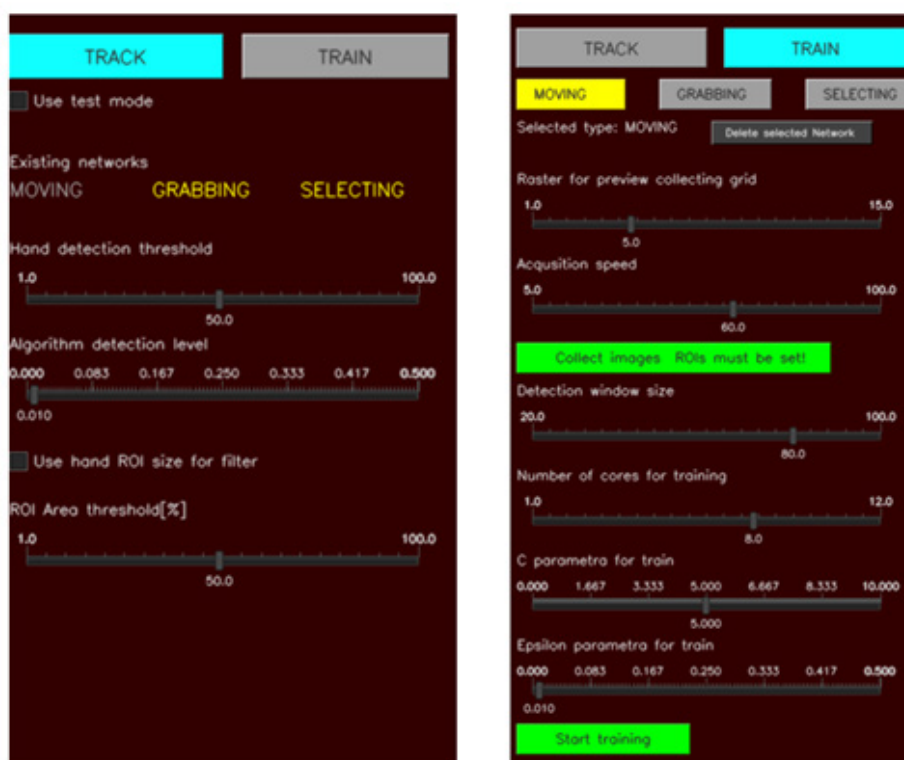 TRACK TRAIN
Use test mode
Existing networks
MOVING GRABBING SELECTING
Hand detection threshold
1.0 100.0
50.0
Algorithm detection level
0.000 0.083 0.167 0.250 0.333 0.417 0.500
0.010
Use hand ROI size for filter
ROI Area threshold[%]
1.0 100.0
50.0
TRACK TRAIN
MOVING GRABBING SELECTING
Selected type: MOVING Delete selected Network
Raster for preview collecting grid
1.0 15.0
5.0
Acqusition speed
5.0 100.0
60.0
Collect images ROIs must be set!
Detection window size
20.0 100.0
80.0
Number of cores for training
1.0 12.0
8.0
C parametra for train
0.000 1.667 3.333 5.000 6.667 8.333 10.000
5.000
Epsilon parametra for train
0.000 0.083 0.167 0.250 0.333 0.417 0.500
0.010
Start training